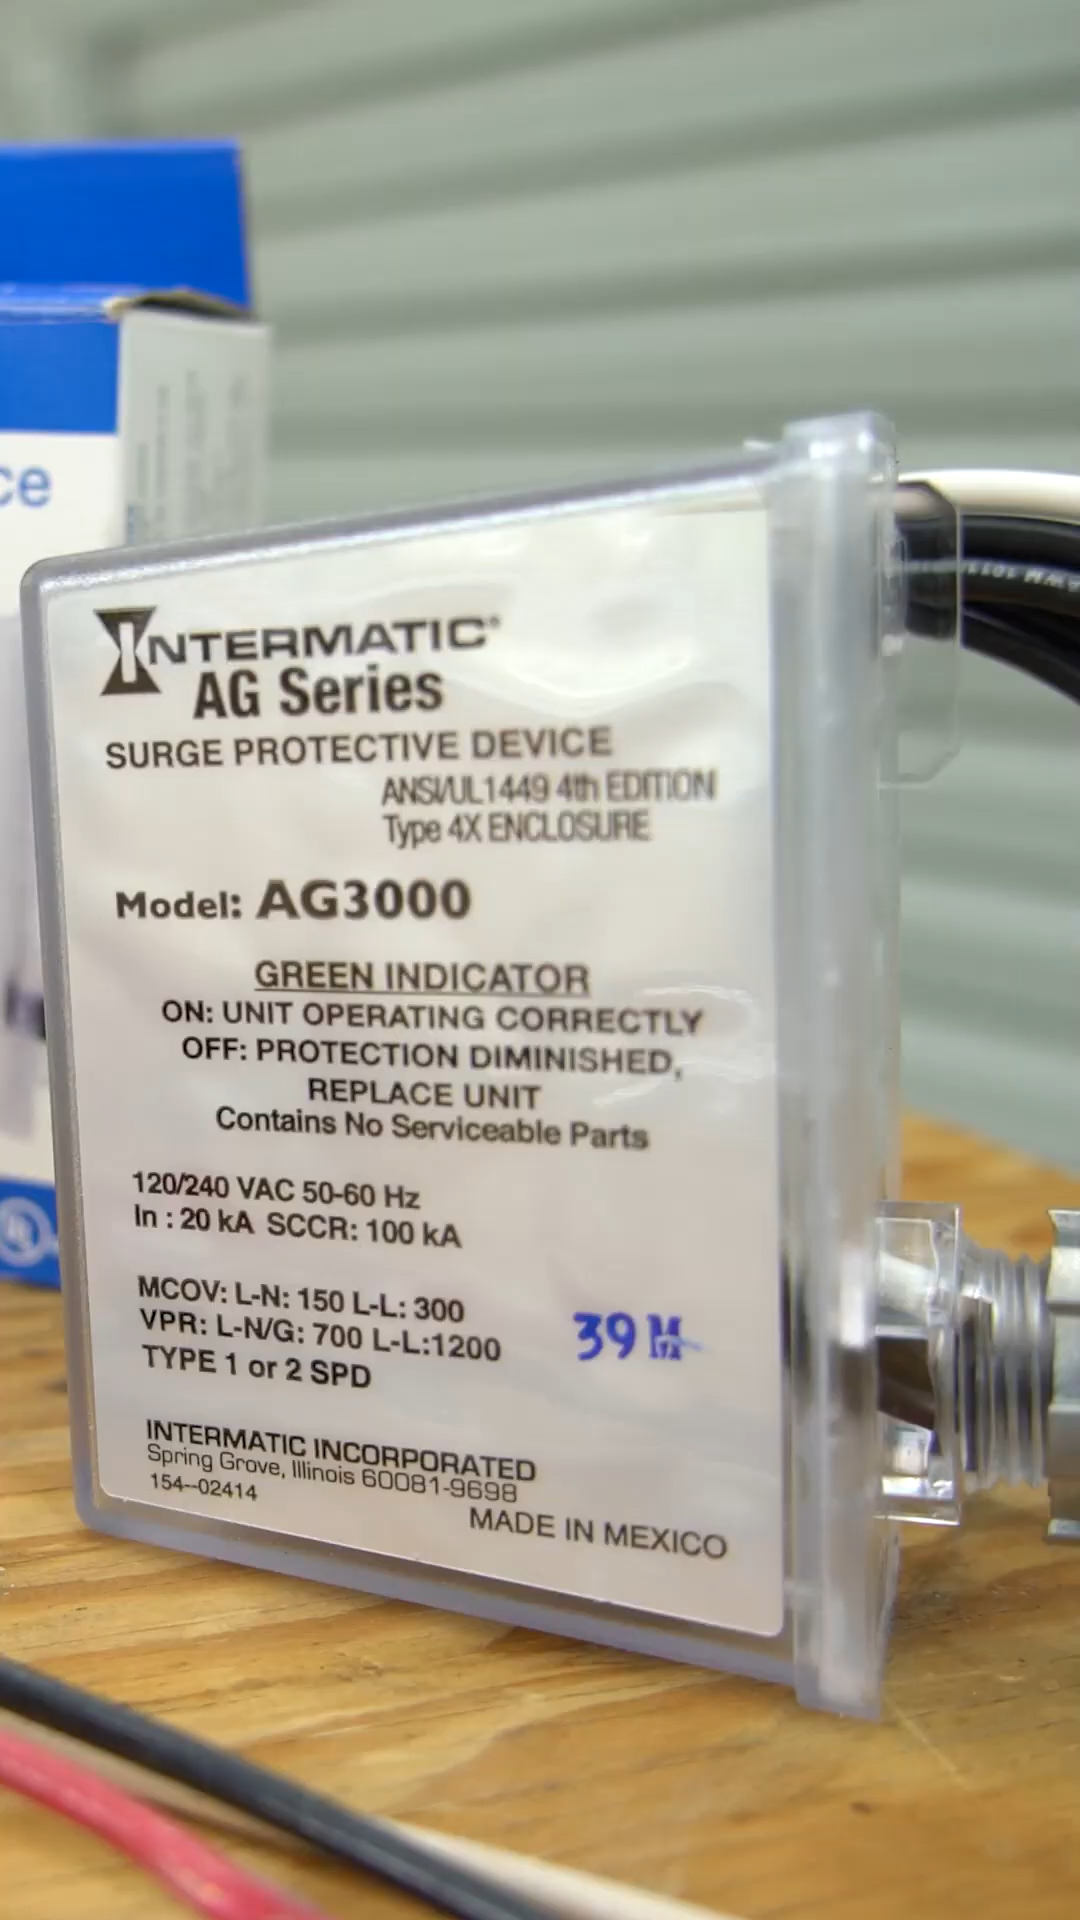 ce
INTERMATIC®
AG Series
SURGE PROTECTIVE DEVICE
ANSI/UL1449 4th EDITION
Type 4X ENCLOSURE
Model: AG3000
GREEN INDICATOR
ON: UNIT OPERATING CORRECTLY
OFF: PROTECTION DIMINISHED,
REPLACE UNIT
Contains No Serviceable Parts
120/240 VAC 50-60 Hz
In : 20 kA SCCR: 100 kA
MCOV: L-N: 150 L-L: 300
VPR: L-N/G: 700 L-L:1200
39
TYPE 1 or 2 SPD
INTERMATIC INCORPORATED
Spring Grove, Illinois 60081-9698
154--02414
MADE IN MEXICO